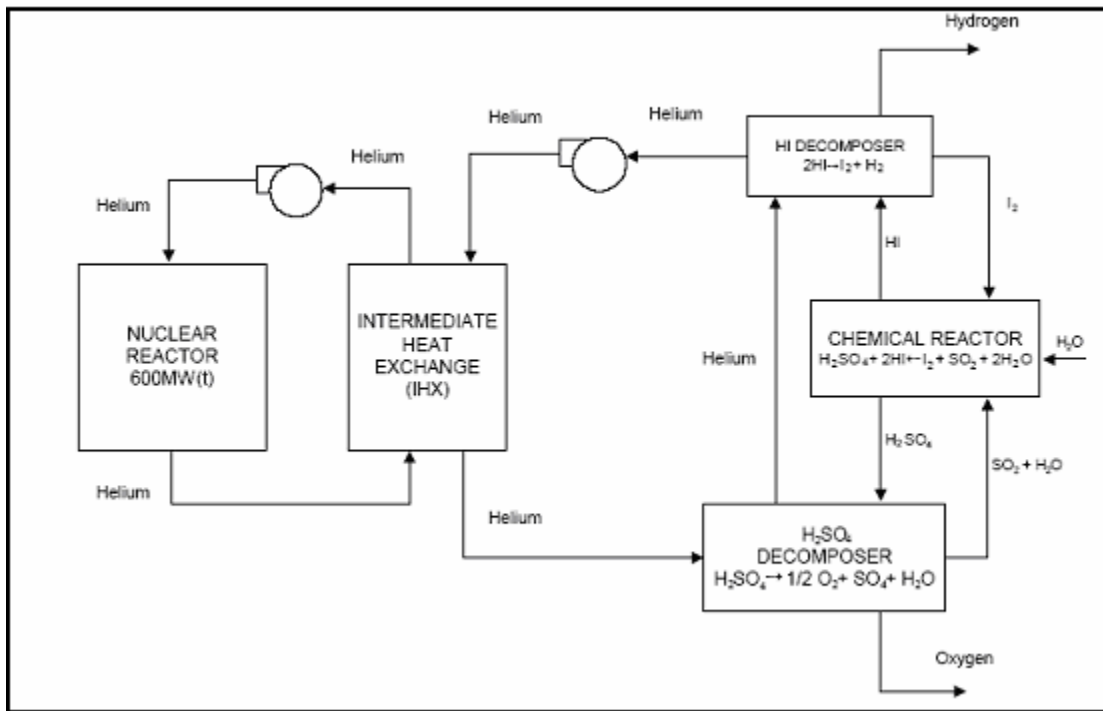 Hydrogen
Helium
Helium
HI DECOMPOSER
2HI→I₂+ H₂
Helium
Helium
I₂
HI
NUCLEAR
REACTOR
600MW(t)
INTERMEDIATE
HEAT
EXCHANGE
(IHX)
CHEMICAL REACTOR
H₂SO₄+ 2HI←I₂+ SO₂+ 2H₂O
H₂O
Helium
H₂SO₄
SO₂ + H₂O
Helium
Helium
H₂SO₄
DECOMPOSER
H₂SO₄→ 1/2 O₂+ SO₄+ H₂O
Oxygen